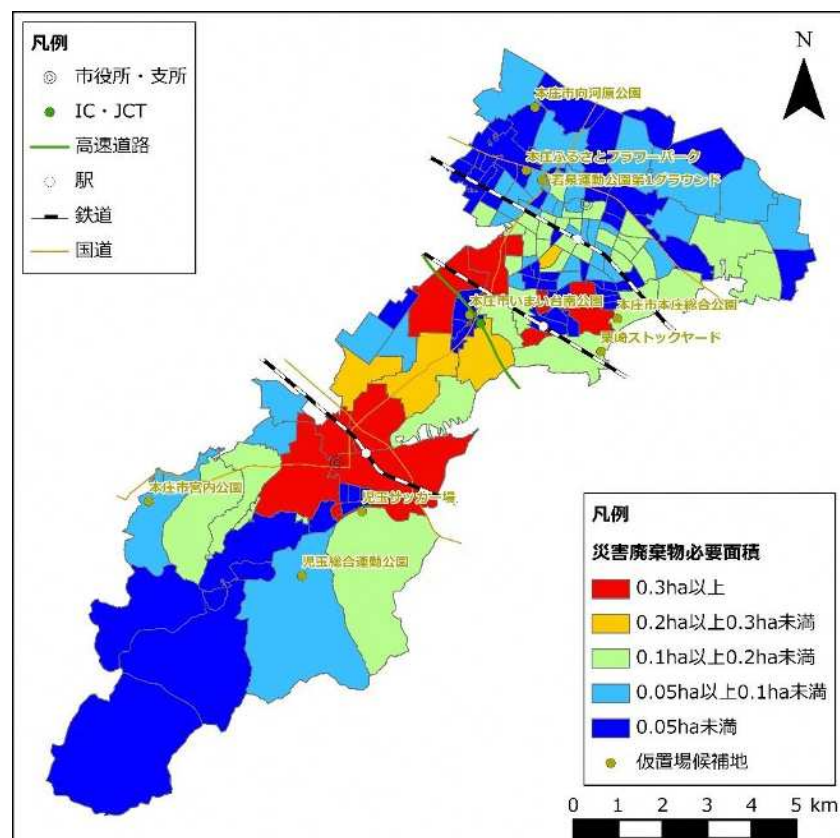 凡例
市役所・支所
IC・JCT
高速道路
駅
鉄道
国道
N
本庄市向河原公園
本庄ふるさとフラワーパーク
若泉運動公園第1グラウンド
本庄市いまい台南公園
本庄市本庄総合公園
栗崎ストックヤード
本庄市宮内公園
児玉サッカー場
児玉総合運動公園
凡例
災害廃棄物必要面積
0.3ha以上
0.2ha以上0.3ha未満
0.1ha以上0.2ha未満
0.05ha以上0.1ha未満
0.05ha未満
仮置場候補地
0 1 2 3 4 5 km